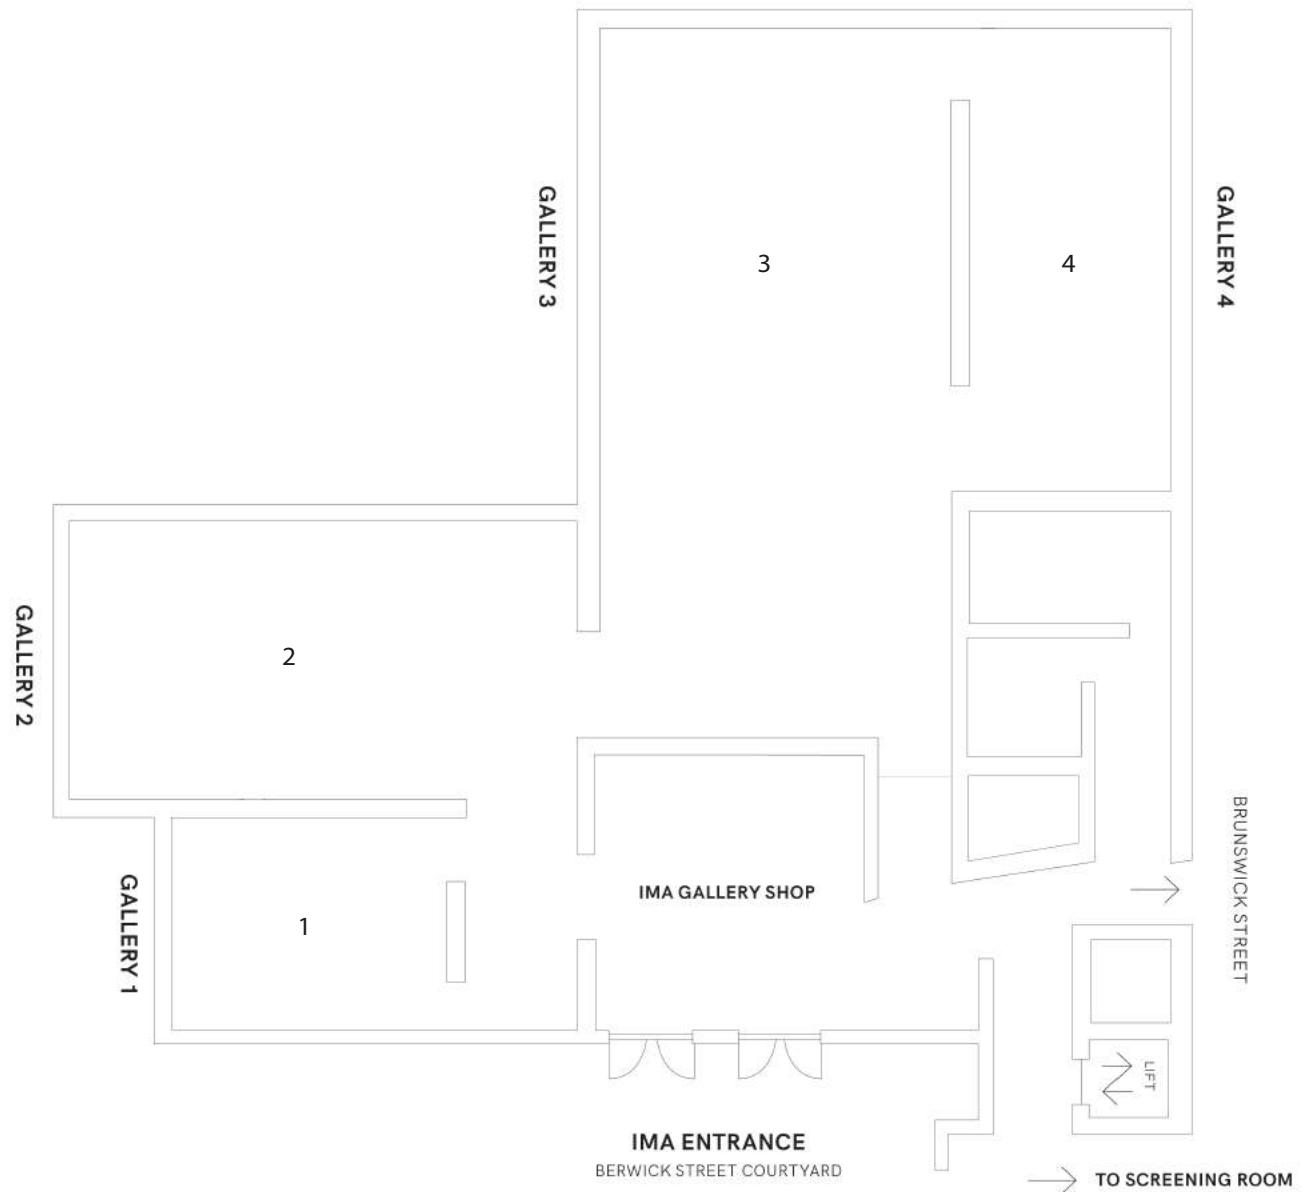 GALLERY 3
3
4
GALLERY 4
GALLERY 2
2
GALLERY 1
1
IMA GALLERY SHOP
BRUNSWICK STREET
LIFT
IMA ENTRANCE
BERWICK STREET COURTYARD
TO SCREENING ROOM